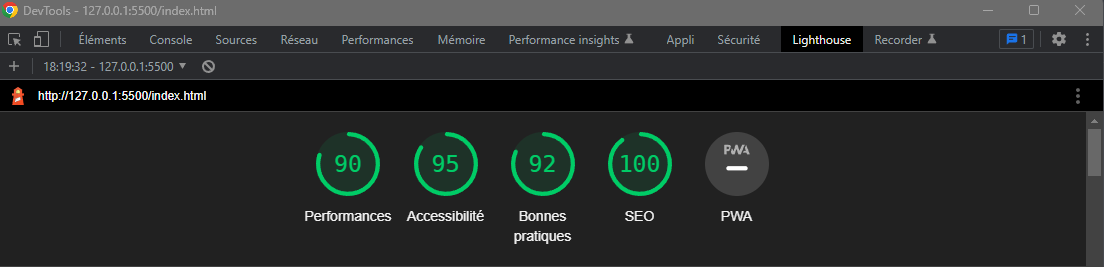 DevTools - 127.0.0.1:5500/index.html
Éléments Console Sources Réseau Performances Mémoire Performance insights Appli Sécurité Lighthouse Recorder 1
18:19:32 - 127.0.0.1:5500
http://127.0.0.1:5500/index.html
90 95 92 100 PWA
Performances Accessibilité Bonnes pratiques SEO PWA